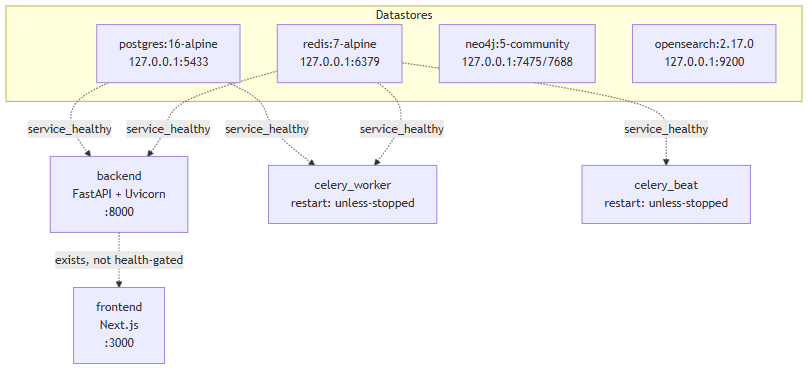 Datastores
postgres:16-alpine
127.0.0.1:5433
redis:7-alpine
127.0.0.1:6379
neo4j:5-community
127.0.0.1:7475/7688
opensearch:2.17.0
127.0.0.1:9200
service_healthy
service_healthy
service_healthy
service_healthy
service_healthy
backend
FastAPI + Uvicorn
:8000
celery_worker
restart: unless-stopped
celery_beat
restart: unless-stopped
exists, not health-gated
frontend
Next.js
:3000